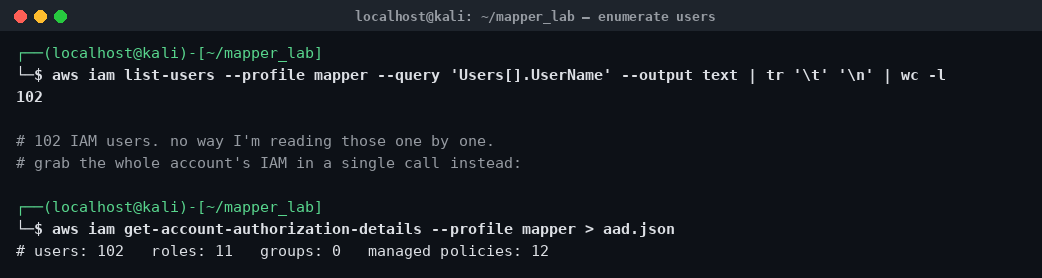 localhost@kali: ~/mapper_lab — enumerate users
┌──(localhost@kali)-[~/mapper_lab]
└─$ aws iam list-users --profile mapper --query 'Users[].UserName' --output text | tr '\t' '\n' | wc -l
102
# 102 IAM users. no way I'm reading those one by one.
# grab the whole account's IAM in a single call instead:
┌──(localhost@kali)-[~/mapper_lab]
└─$ aws iam get-account-authorization-details --profile mapper > aad.json
# users: 102   roles: 11   groups: 0   managed policies: 12